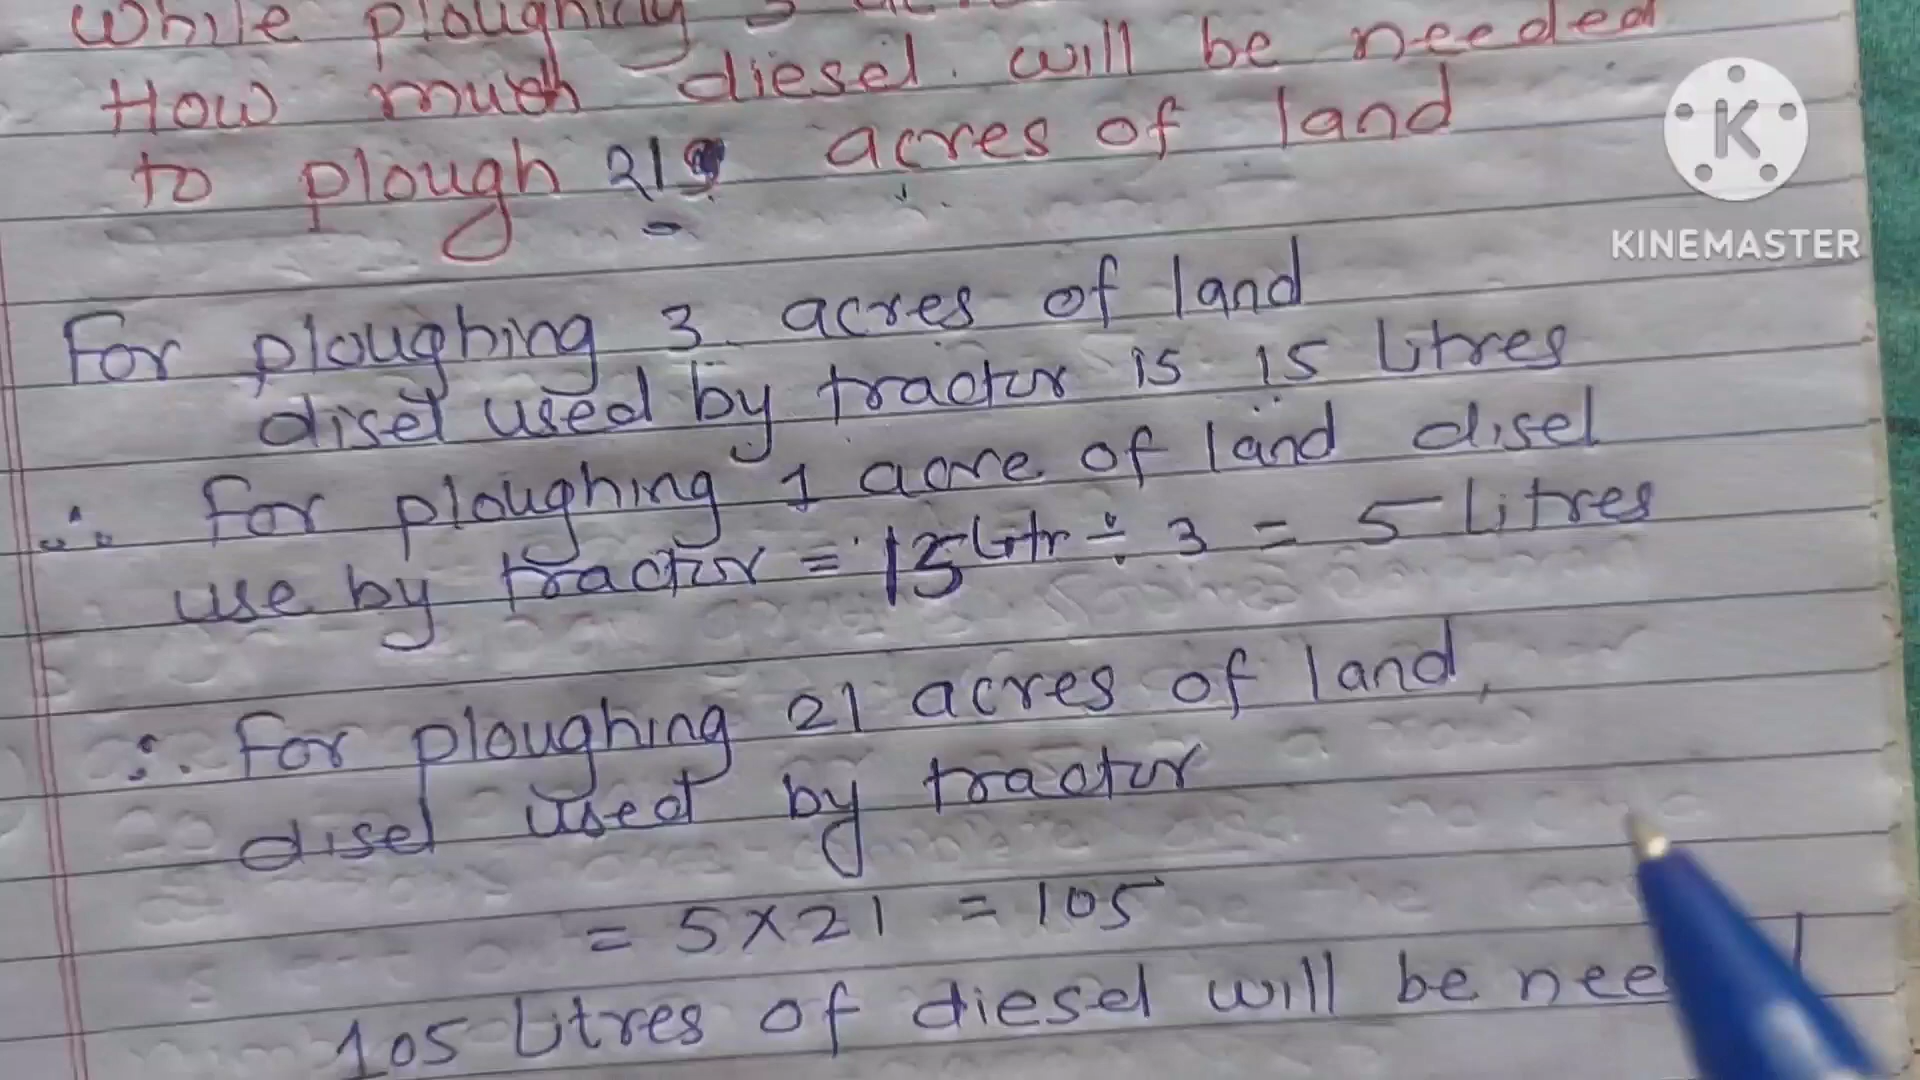 While ploughing 3
How much diesel. will be needed
to plough 21 acres of land
KINEMASTER
For ploughing 3 acres of land
disel used by tractor is 15 litres
∴ For ploughing 1 acre of land disel
use by tractor = 15 Litr ÷ 3 = 5 litres
∴ For ploughing 21 acres of land,
disel used by tractor
= 5 × 21 = 105
105 litres of diesel will be nee